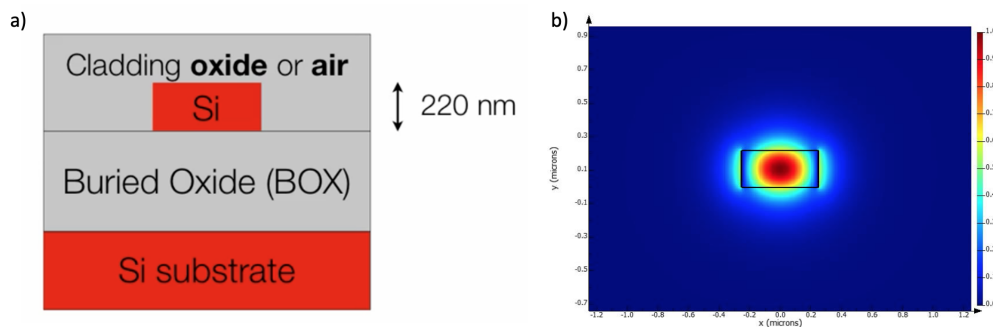 a)
Cladding oxide or air
Si
220 nm
Buried Oxide (BOX)
Si substrate
b)
y (microns)
0.9
0.7
0.5
0.3
0.1
-0.1
-0.3
-0.5
-0.7
-1.2 -1.0 -0.8 -0.6 -0.4 -0.2 0.0 0.2 0.4 0.6 0.8 1.0 1.2
x (microns)